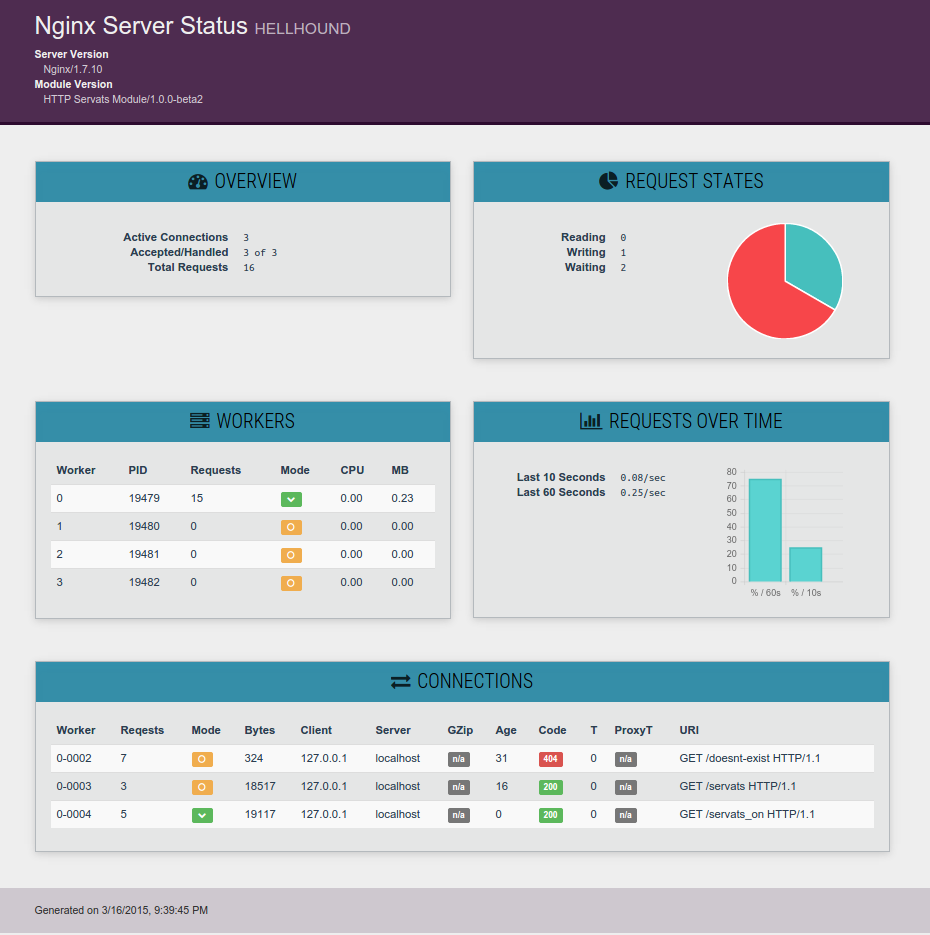 Nginx Server Status HELLHOUND
Server Version
Nginx/1.7.10
Module Version
HTTP Servats Module/1.0.0-beta2
OVERVIEW
Active Connections 3
Accepted/Handled 3 of 3
Total Requests 16
REQUEST STATES
Reading 0
Writing 1
Waiting 2
WORKERS
Worker PID Requests Mode CPU MB
0 19479 15 0.00 0.23
1 19480 0 0.00 0.00
2 19481 0 0.00 0.00
3 19482 0 0.00 0.00
REQUESTS OVER TIME
Last 10 Seconds 0.08/sec
Last 60 Seconds 0.25/sec
80
70
60
50
40
30
20
10
0
% / 60s % / 10s
CONNECTIONS
Worker Reqests Mode Bytes Client Server GZip Age Code T ProxyT URI
0-0002 7 324 127.0.0.1 localhost n/a 31 404 0 n/a GET /doesnt-exist HTTP/1.1
0-0003 3 18517 127.0.0.1 localhost n/a 16 200 0 n/a GET /servats HTTP/1.1
0-0004 5 19117 127.0.0.1 localhost n/a 0 200 0 n/a GET /servats_on HTTP/1.1
Generated on 3/16/2015, 9:39:45 PM